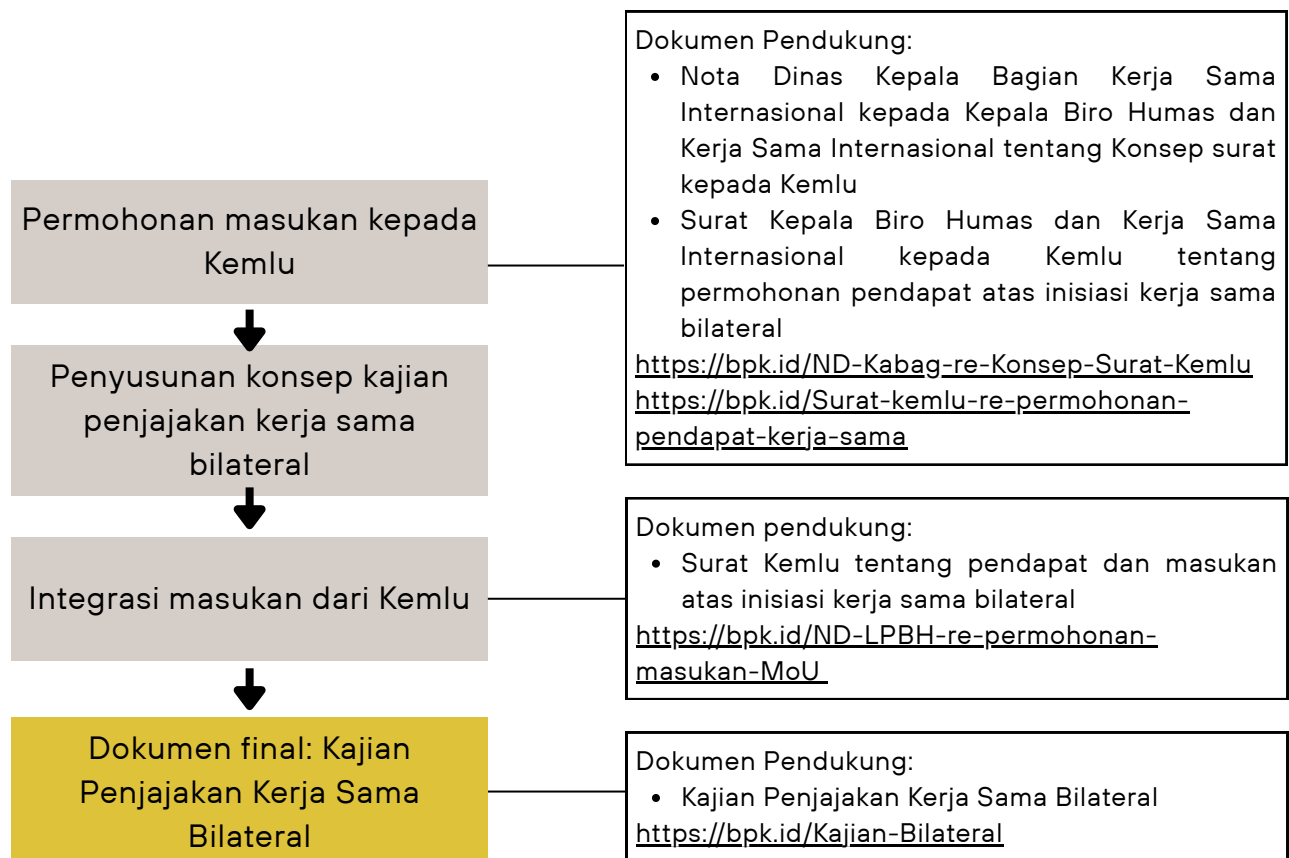 Permohonan masukan kepada
Kemlu
Dokumen Pendukung:
• Nota Dinas Kepala Bagian Kerja Sama
Internasional kepada Kepala Biro Humas dan
Kerja Sama Internasional tentang Konsep surat
kepada Kemlu
• Surat Kepala Biro Humas dan Kerja Sama
Internasional kepada Kemlu tentang
permohonan pendapat atas inisiasi kerja sama
bilateral
https://bpk.id/ND-Kabag-re-Konsep-Surat-Kemlu
https://bpk.id/Surat-kemlu-re-permohonan-
pendapat-kerja-sama
Penyusunan konsep kajian
penjajakan kerja sama
bilateral
Integrasi masukan dari Kemlu
Dokumen pendukung:
• Surat Kemlu tentang pendapat dan masukan
atas inisiasi kerja sama bilateral
https://bpk.id/ND-LPBH-re-permohonan-
masukan-MoU
Dokumen final: Kajian
Penjajakan Kerja Sama
Bilateral
Dokumen Pendukung:
• Kajian Penjajakan Kerja Sama Bilateral
https://bpk.id/Kajian-Bilateral